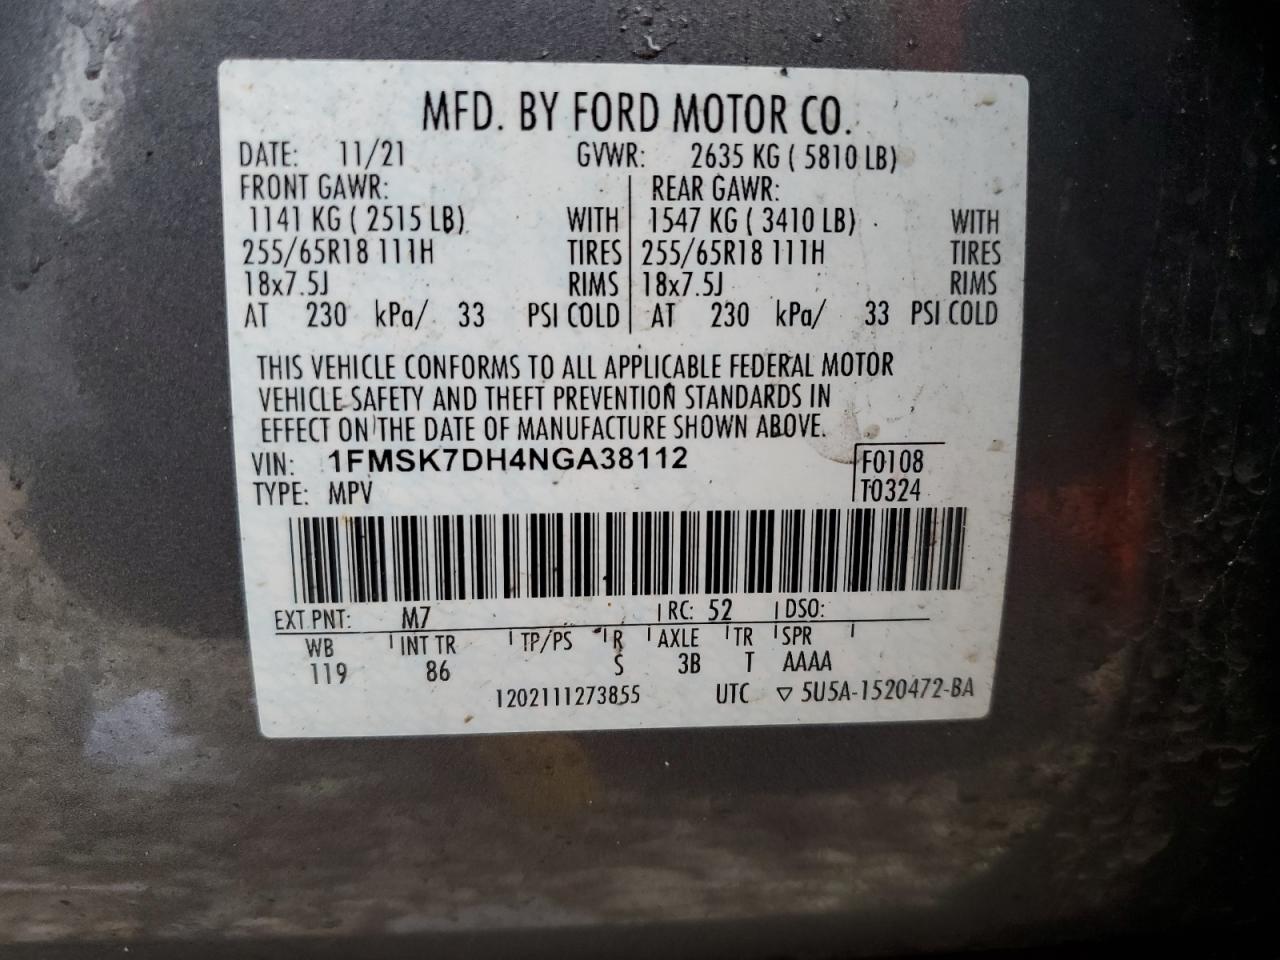 MFD. BY FORD MOTOR CO.
DATE: 11/21 GVWR: 2635 KG ( 5810 LB)
FRONT GAWR: REAR GAWR:
1141 KG ( 2515 LB) WITH 1547 KG ( 3410 LB) WITH
255/65R18 111H TIRES 255/65R18 111H TIRES
18x7.5J RIMS 18x7.5J RIMS
AT 230 kPa/ 33 PSI COLD AT 230 kPa/ 33 PSI COLD
THIS VEHICLE CONFORMS TO ALL APPLICABLE FEDERAL MOTOR
VEHICLE SAFETY AND THEFT PREVENTION STANDARDS IN
EFFECT ON THE DATE OF MANUFACTURE SHOWN ABOVE.
VIN: 1FMSK7DH4NGA38112 F0108
TYPE: MPV T0324
EXT PNT: M7 RC: 52 DSO:
WB INT TR TP/PS R AXLE TR SPR
119 86 S 3B T AAAA
1202111273855 UTC ▽ 5U5A-1520472-BA